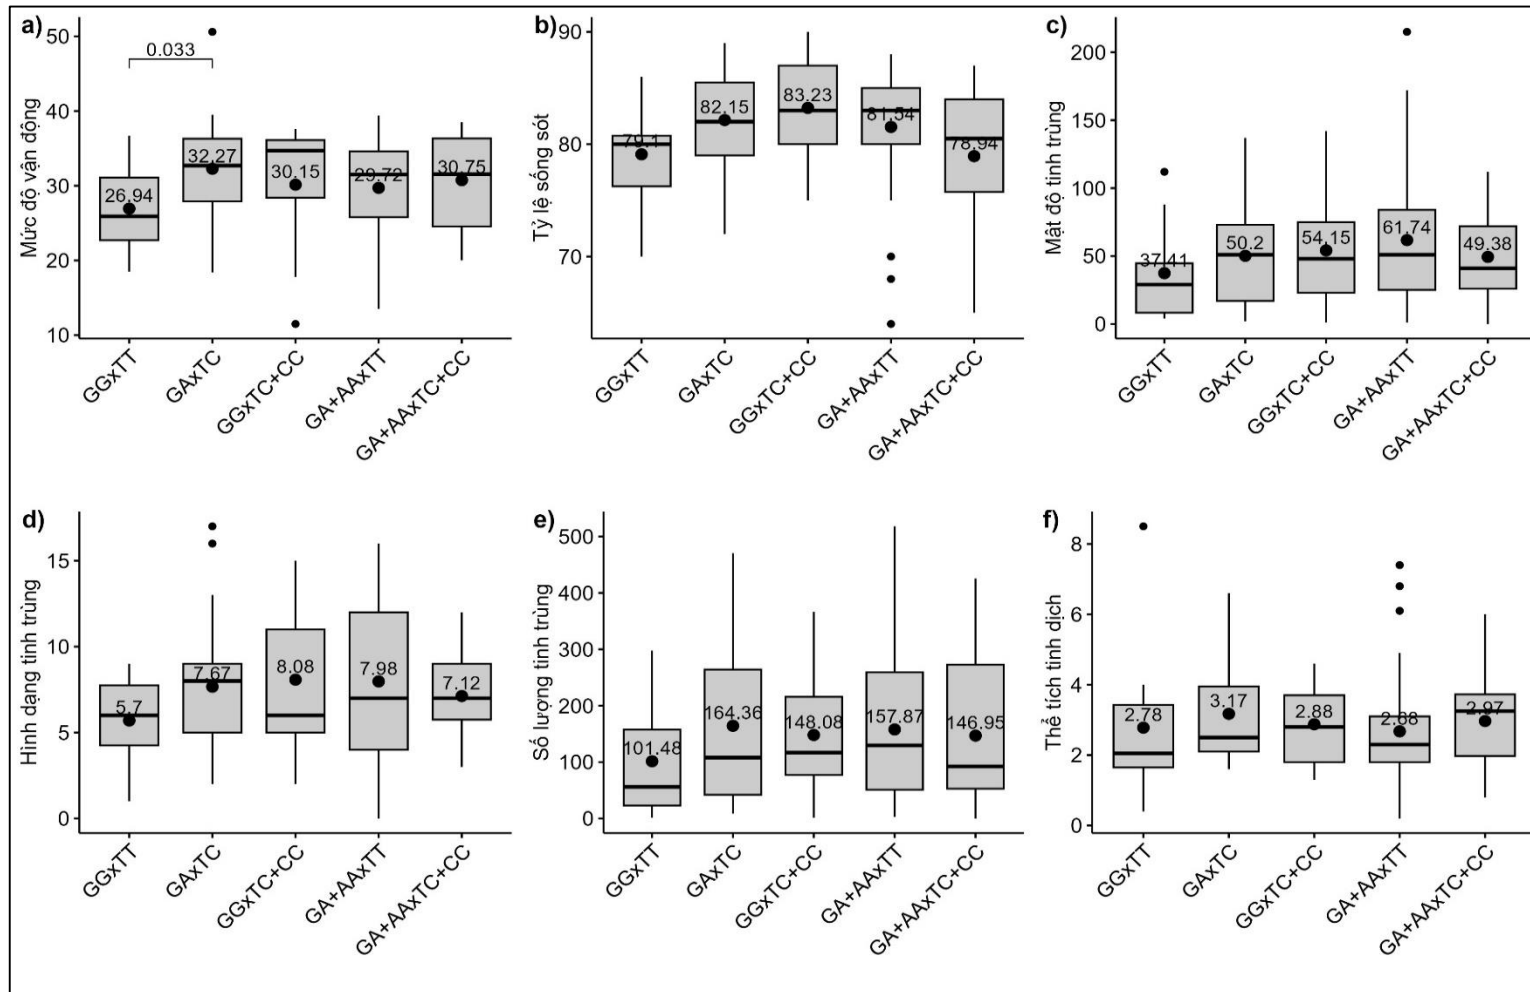 a)
Mức độ vận động
50
40
30
20
10
0.033
26.94
32.27
30.15
29.72
30.75
GGxTT
GAxTC
GGxTC+CC
GA+AAxTT
GA+AAxTC+CC
b)
Tỷ lệ sống sót
90
80
70
79.1
82.15
83.23
81.54
78.94
GGxTT
GAxTC
GGxTC+CC
GA+AAxTT
GA+AAxTC+CC
c)
Mật độ tinh trùng
200
150
100
50
0
37.41
50.2
54.15
61.74
49.38
GGxTT
GAxTC
GGxTC+CC
GA+AAxTT
GA+AAxTC+CC
d)
Hình dạng tinh trùng
15
10
5
0
5.7
7.67
8.08
7.98
7.12
GGxTT
GAxTC
GGxTC+CC
GA+AAxTT
GA+AAxTC+CC
e)
Số lượng tinh trùng
500
400
300
200
100
0
101.48
164.36
148.08
157.87
146.95
GGxTT
GAxTC
GGxTC+CC
GA+AAxTT
GA+AAxTC+CC
f)
Thể tích tinh dịch
8
6
4
2
0
2.78
3.17
2.88
2.68
2.97
GGxTT
GAxTC
GGxTC+CC
GA+AAxTT
GA+AAxTC+CC